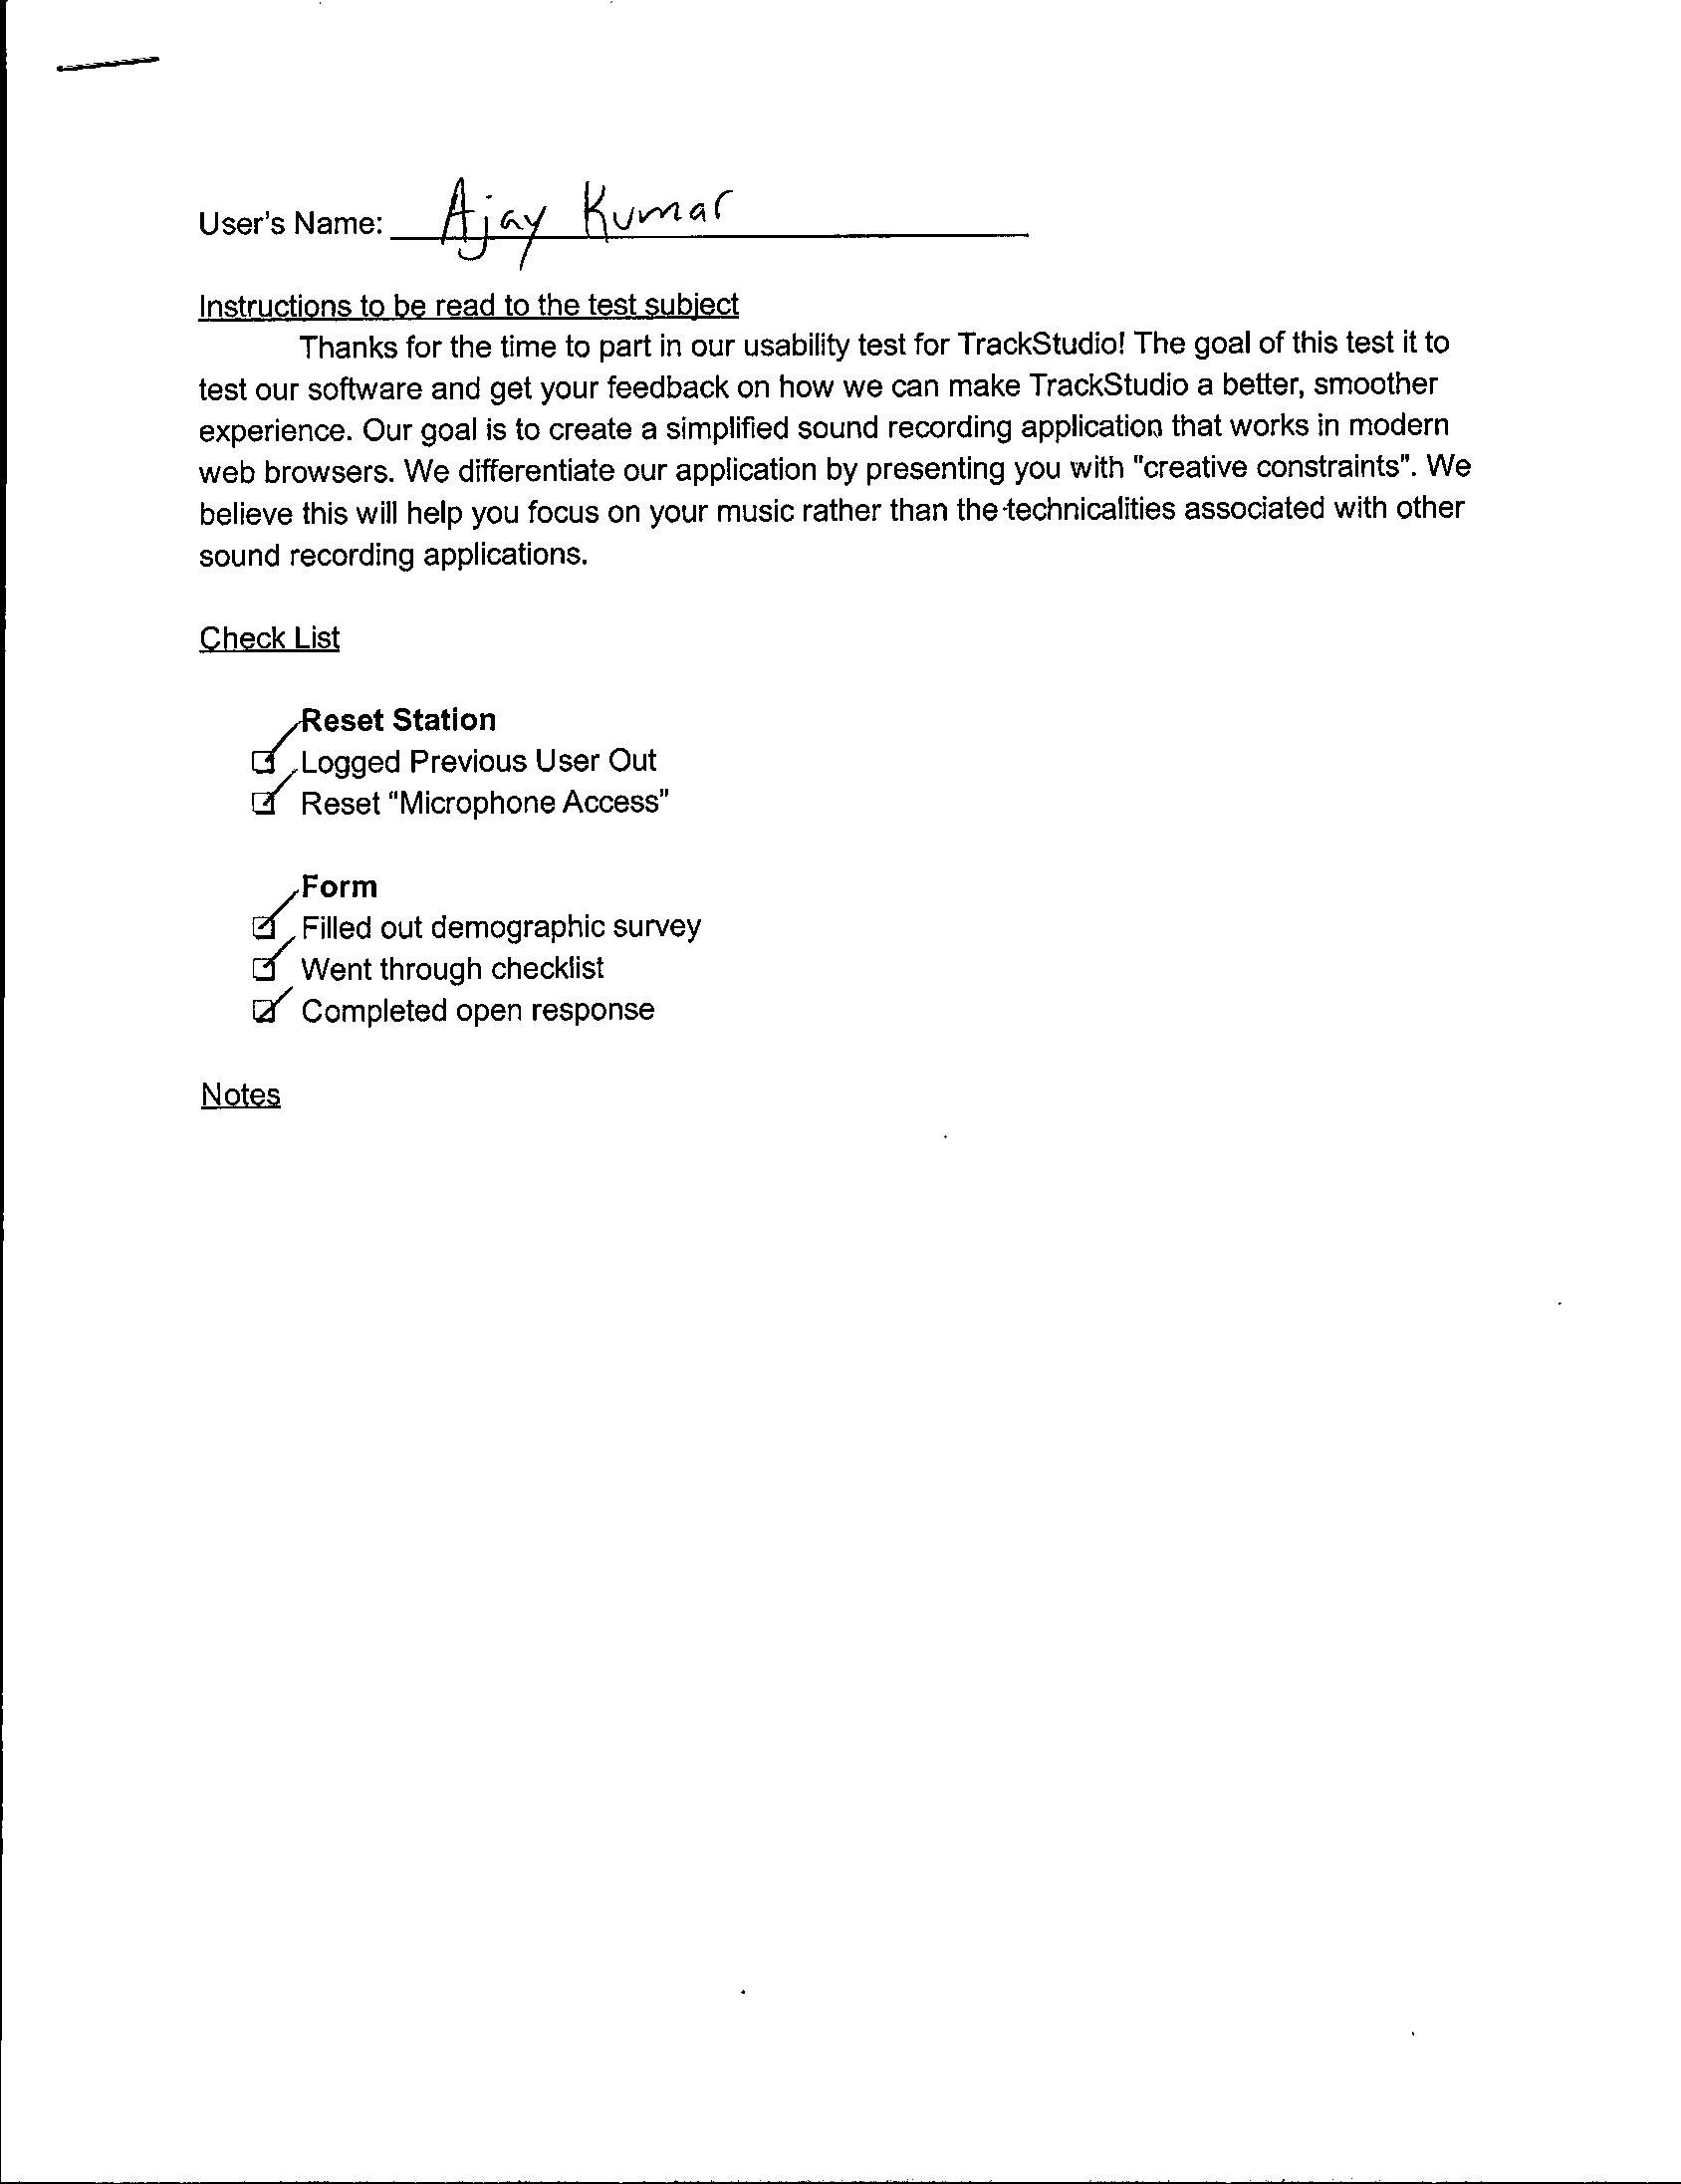 User's Name: Ajay Kumar
Instructions to be read to the test subject
Thanks for the time to part in our usability test for TrackStudio! The goal of this test it to
test our software and get your feedback on how we can make TrackStudio a better, smoother
experience. Our goal is to create a simplified sound recording application that works in modern
web browsers. We differentiate our application by presenting you with "creative constraints". We
believe this will help you focus on your music rather than the technicalities associated with other
sound recording applications.
Check List
Reset Station
Logged Previous User Out
Reset “Microphone Access”
Form
Filled out demographic survey
Went through checklist
Completed open response
Notes